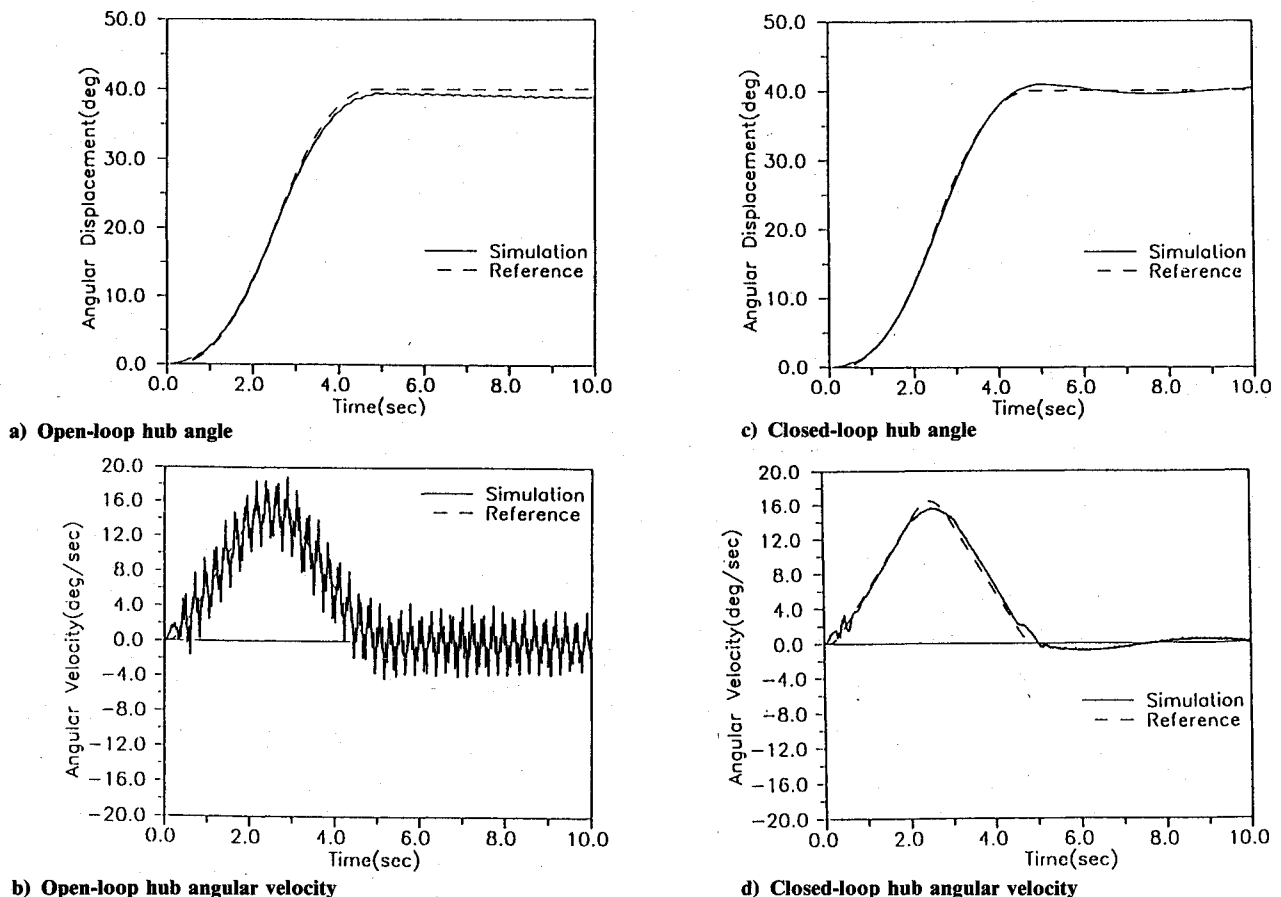 50.0
40.0
30.0
20.0
10.0
0.0
Angular Displacement(deg)
Simulation
Reference
0.0 2.0 4.0 6.0 8.0 10.0
Time(sec)
a) Open-loop hub angle
50.0
40.0
30.0
20.0
10.0
0.0
Angular Displacement(deg)
Simulation
Reference
0.0 2.0 4.0 6.0 8.0 10.0
Time(sec)
c) Closed-loop hub angle
20.0
16.0
12.0
8.0
4.0
0.0
-4.0
-8.0
-12.0
-16.0
-20.0
Angular Velocity(deg/sec)
Simulation
Reference
0.0 2.0 4.0 6.0 8.0 10.0
Time(sec)
b) Open-loop hub angular velocity
20.0
16.0
12.0
8.0
4.0
0.0
-4.0
-8.0
-12.0
-16.0
-20.0
Angular Velocity(deg/sec)
Simulation
Reference
0.0 2.0 4.0 6.0 8.0 10.0
Time(sec)
d) Closed-loop hub angular velocity